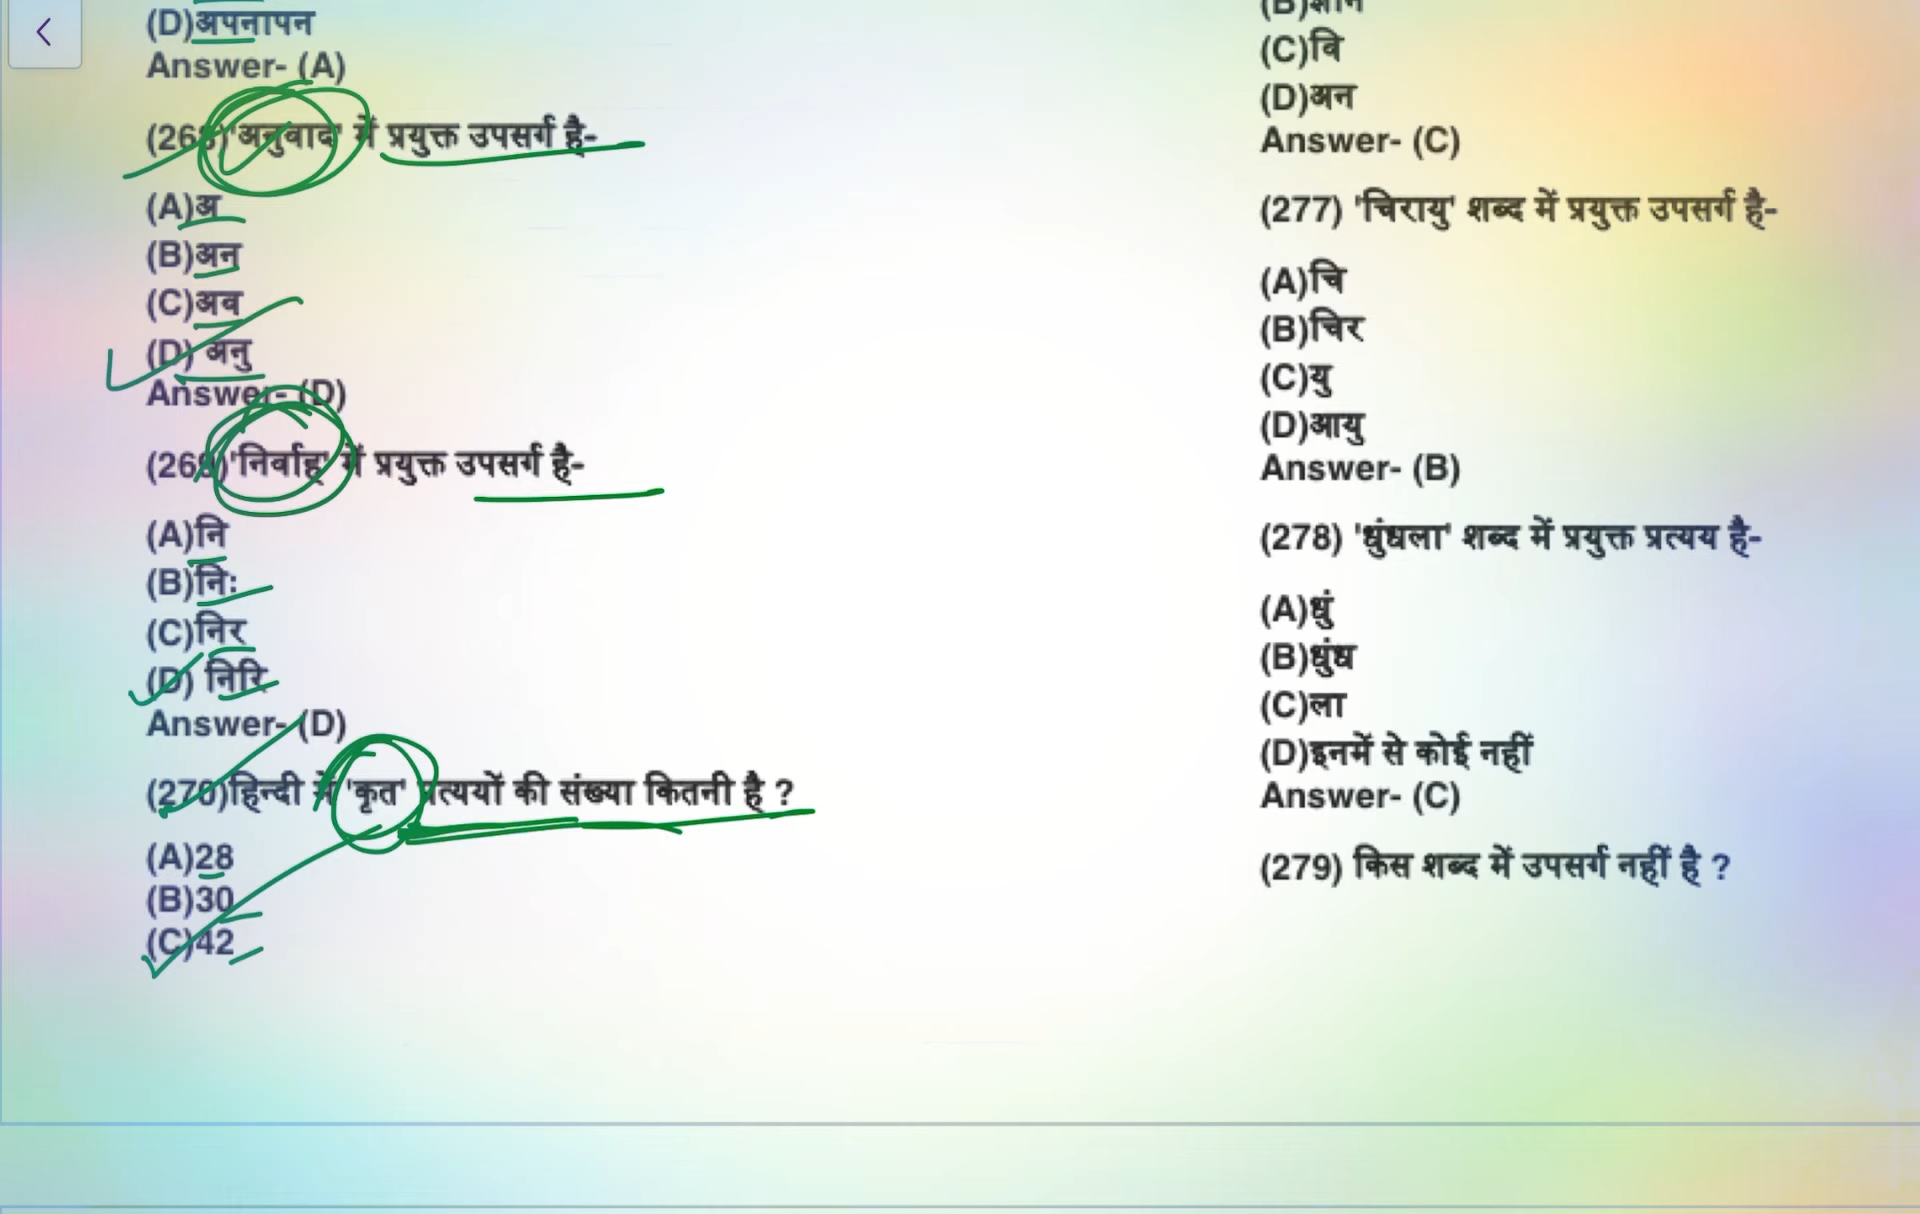 (D)अपनापन
Answer- (A)
(268)'अनुवाद' में प्रयुक्त उपसर्ग है-
(A)अ
(B)अन
(C)अव
(D) अनु
Answer- (D)
(269)'निर्वाह' में प्रयुक्त उपसर्ग है-
(A)नि
(B)नि:
(C)निर
(D) निरि
Answer- (D)
(270)हिन्दी में 'कृत' प्रत्ययों की संख्या कितनी है ?
(A)28
(B)30
(C)42
(B)ज्ञान
(C)वि
(D)अन
Answer- (C)
(277) 'चिरायु' शब्द में प्रयुक्त उपसर्ग है-
(A)चि
(B)चिर
(C)यु
(D)आयु
Answer- (B)
(278) 'धुंधला' शब्द में प्रयुक्त प्रत्यय है-
(A)धुं
(B)धुंध
(C)ला
(D)इनमें से कोई नहीं
Answer- (C)
(279) किस शब्द में उपसर्ग नहीं है ?